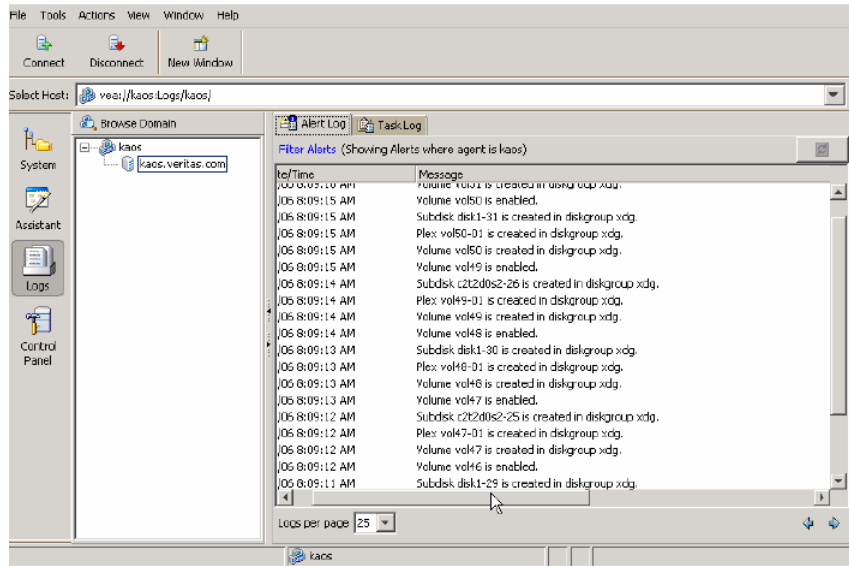 File Tools Actions View Window Help
Connect Disconnect New Window
Select Host: vea://kaos:Logs/kaos/
Browse Domain
kaos
kaos.veritas.com
System
Assistant
Logs
Control
Panel
Alert Log Task Log
Filter Alerts (Showing Alerts where agent is kaos)
te/Time Message
/06 8:09:16 AM Volume vol51 is created in diskgroup xdg.
/06 8:09:15 AM Volume vol50 is enabled.
/06 8:09:15 AM Subdisk disk1-31 is created in diskgroup xdg.
/06 8:09:15 AM Plex vol50-01 is created in diskgroup xdg.
/06 8:09:15 AM Volume vol50 is created in diskgroup xdg.
/06 8:09:15 AM Volume vol49 is enabled.
/06 8:09:14 AM Subdisk c2t2d0s2-26 is created in diskgroup xdg.
/06 8:09:14 AM Plex vol49-01 is created in diskgroup xdg.
/06 8:09:14 AM Volume vol49 is created in diskgroup xdg.
/06 8:09:14 AM Volume vol48 is enabled.
/06 8:09:13 AM Subdisk disk1-30 is created in diskgroup xdg.
/06 8:09:13 AM Plex vol48-01 is created in diskgroup xdg.
/06 8:09:13 AM Volume vol48 is created in diskgroup xdg.
/06 8:09:13 AM Volume vol47 is enabled.
/06 8:09:12 AM Subdisk c2t2d0s2-25 is created in diskgroup xdg.
/06 8:09:12 AM Plex vol47-01 is created in diskgroup xdg.
/06 8:09:12 AM Volume vol47 is created in diskgroup xdg.
/06 8:09:12 AM Volume vol46 is enabled.
/06 8:09:11 AM Subdisk disk1-29 is created in diskgroup xdg.
Logs per page 25
kaos